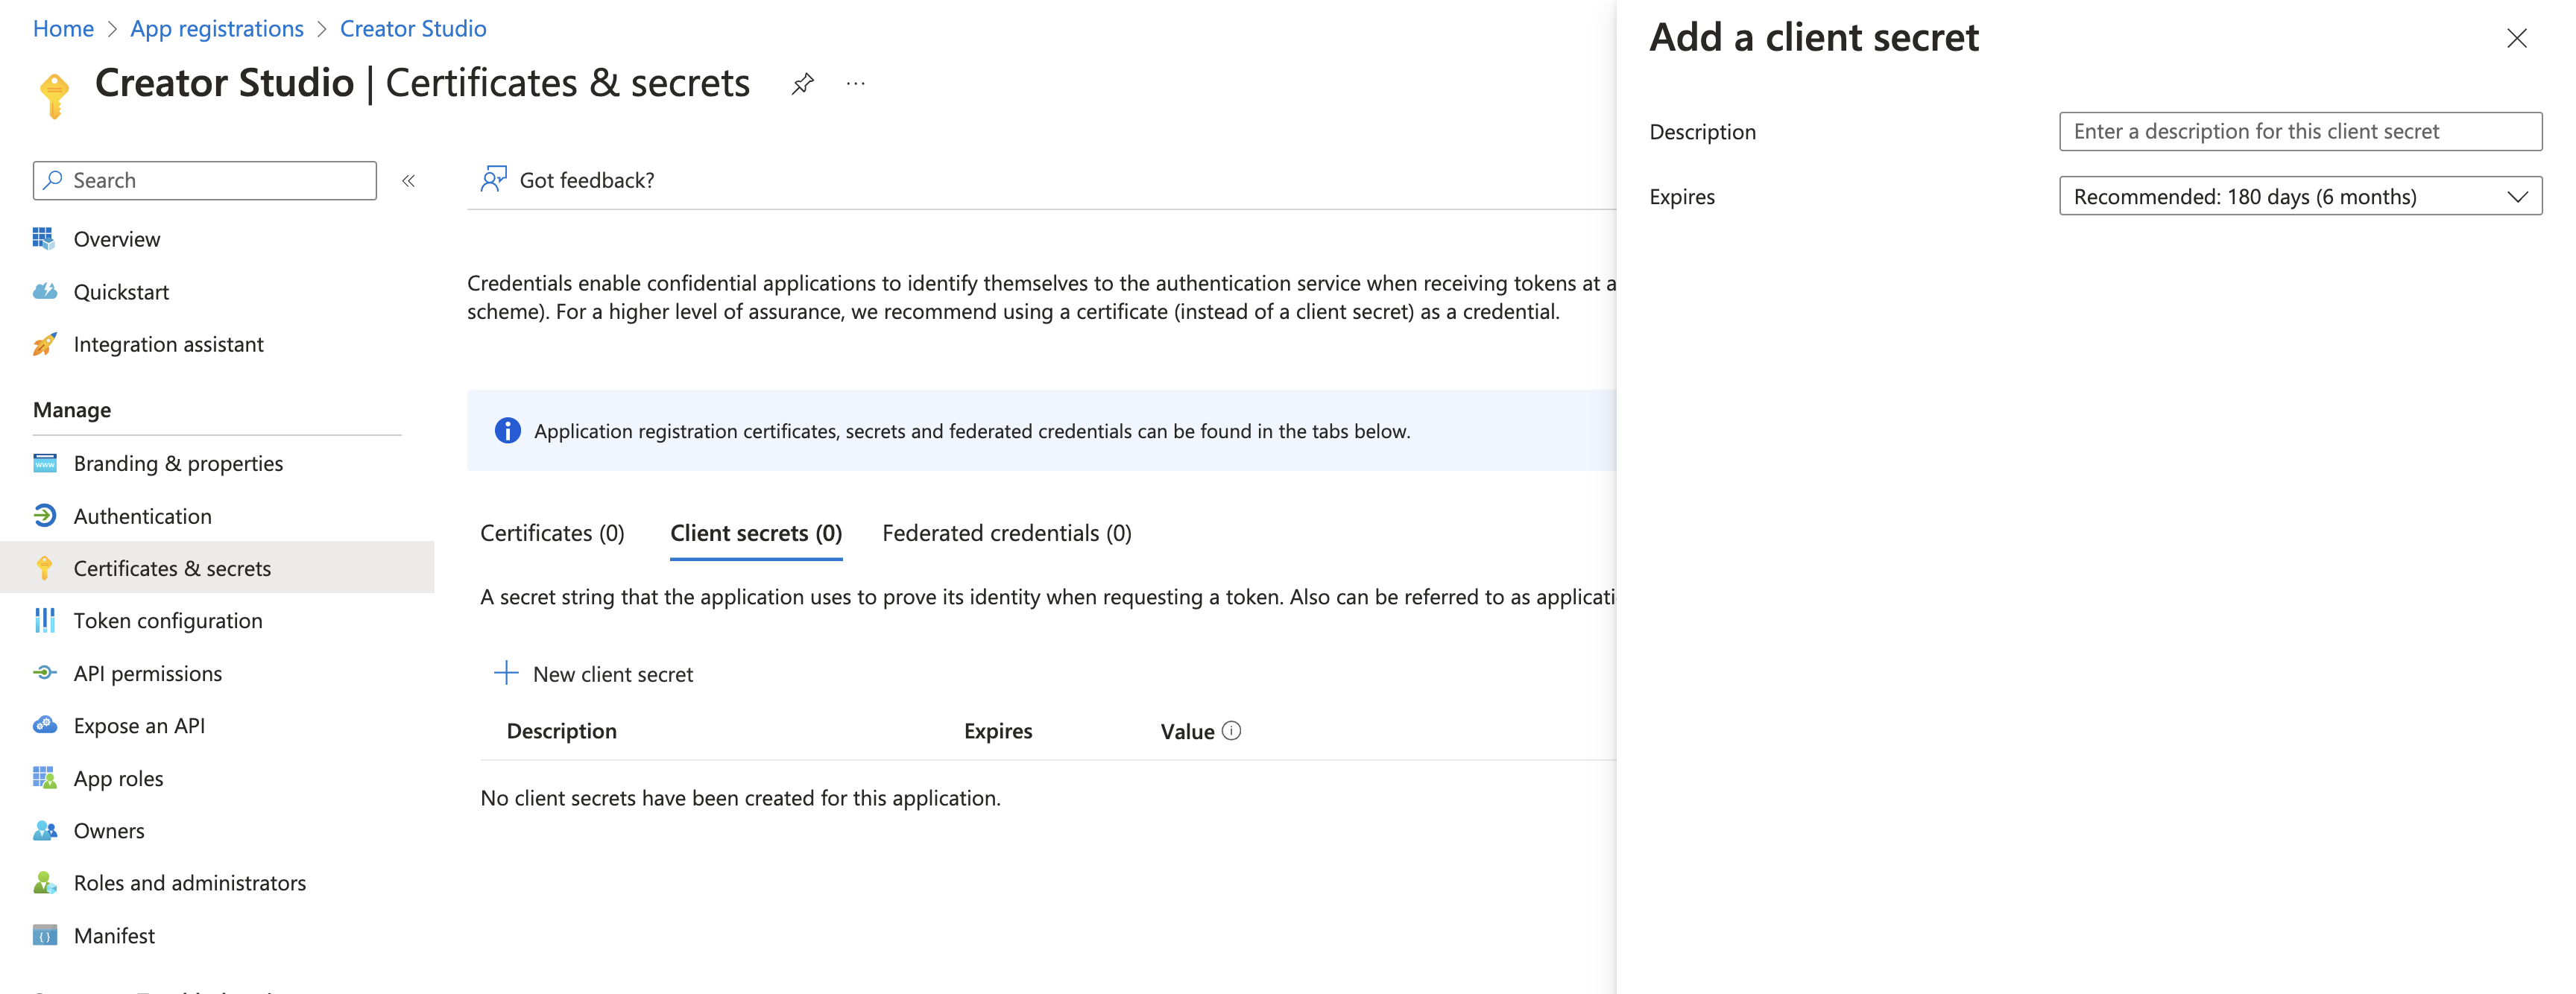 Home > App registrations > Creator Studio
Creator Studio | Certificates & secrets
Search
Overview
Quickstart
Integration assistant
Manage
Branding & properties
Authentication
Certificates & secrets
Token configuration
API permissions
Expose an API
App roles
Owners
Roles and administrators
Manifest
Got feedback?
Credentials enable confidential applications to identify themselves to the authentication service when receiving tokens at a
scheme). For a higher level of assurance, we recommend using a certificate (instead of a client secret) as a credential.
Application registration certificates, secrets and federated credentials can be found in the tabs below.
Certificates (0) Client secrets (0) Federated credentials (0)
A secret string that the application uses to prove its identity when requesting a token. Also can be referred to as applicati
New client secret
Description Expires Value
No client secrets have been created for this application.
Add a client secret
Description Enter a description for this client secret
Expires Recommended: 180 days (6 months)